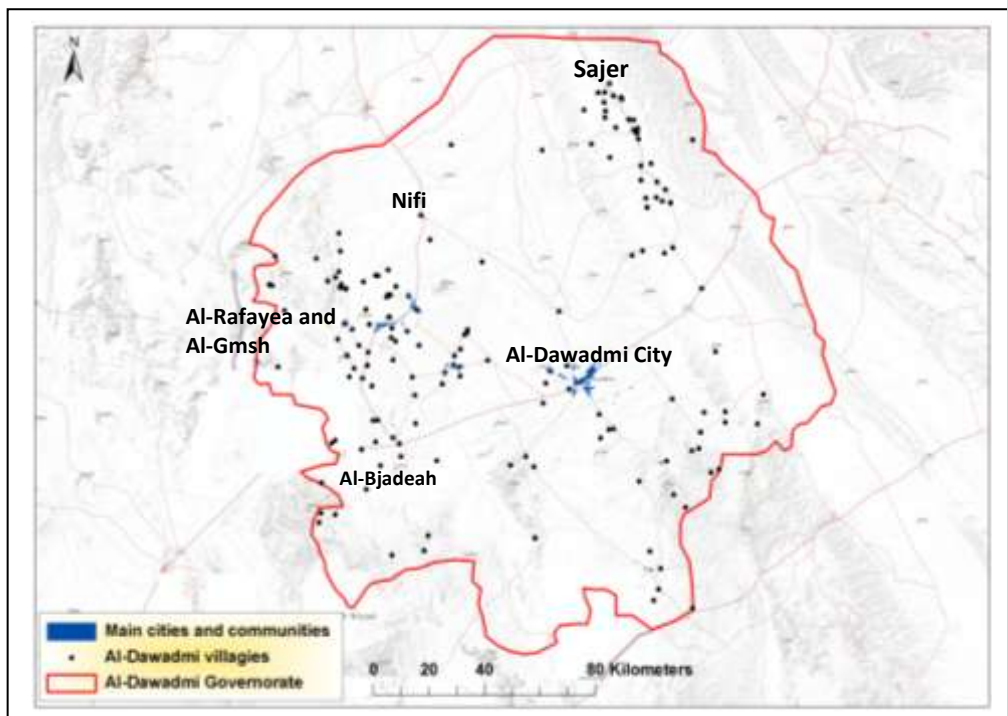 N
Sajer
Nifi
Al-Rafayea and
Al-Gmsh
Al-Dawadmi City
Al-Bjadeah
Main cities and communities
Al-Dawadmi villagies
Al-Dawadmi Governorate
0 20 40 80 Kilometers